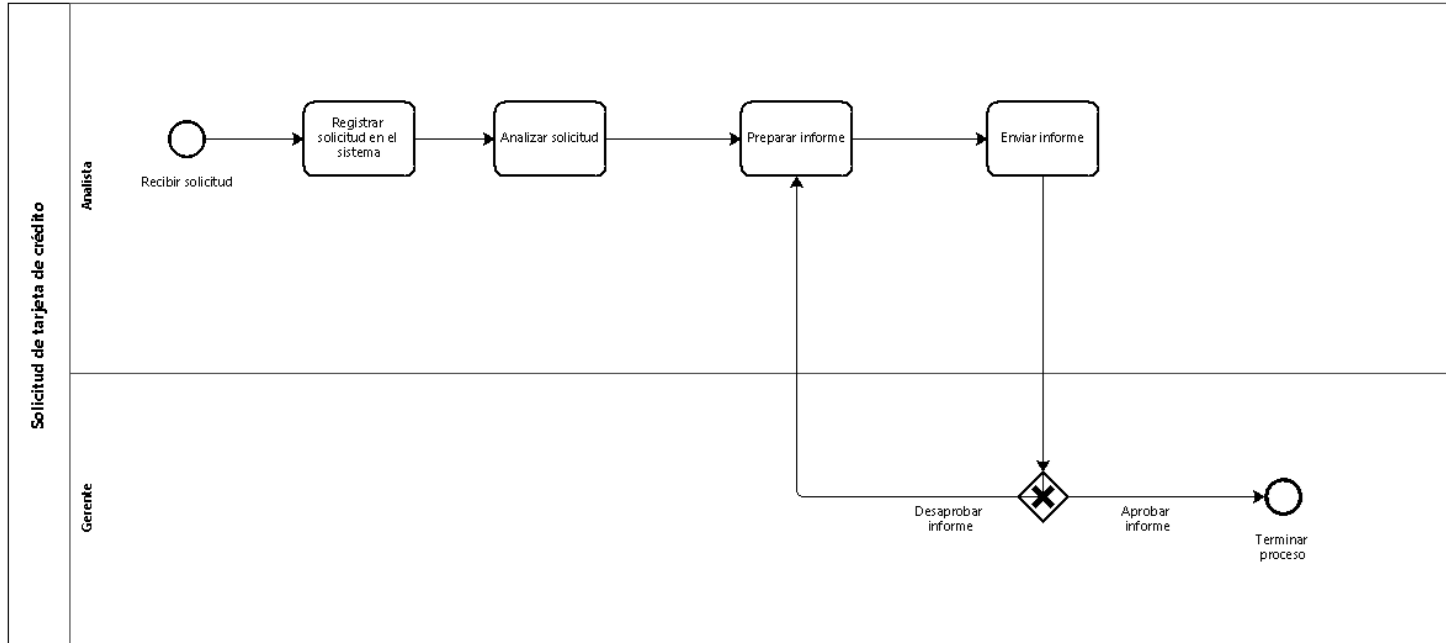 Solicitud de tarjeta de crédito
Analista
Recibir solicitud
Registrar
solicitud en el
sistema
Analizar solicitud
Preparar informe
Enviar informe
Gerente
Desaprobar
informe
Aprobar
informe
Terminar
proceso